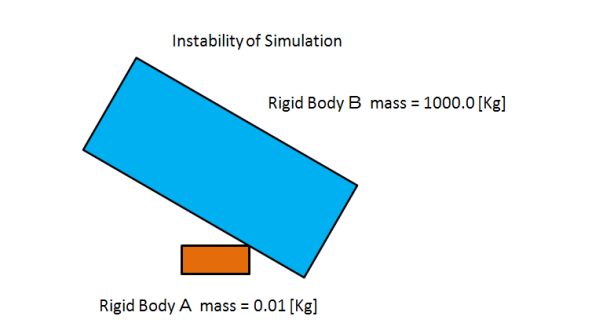 Instability of Simulation
Rigid Body B mass = 1000.0 [Kg]
Rigid Body A mass = 0.01 [Kg]